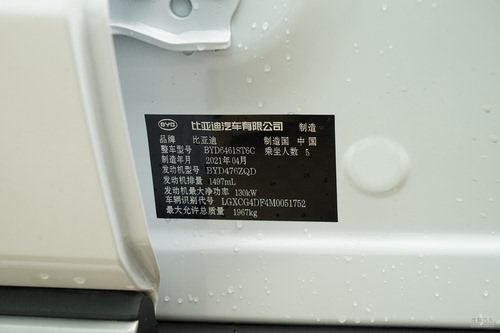 BYD 比亚迪汽车有限公司 制造
品牌 比亚迪 制造国 中国
整车型号 BYD6461ST6C 乘坐人数 5
制造年月 2021年04月
发动机型号 BYD476ZQD
发动机排量 1497mL
发动机最大净功率 130kW
车辆识别代号 LGXCG4DF4M0051752
最大允许总质量 1967kg